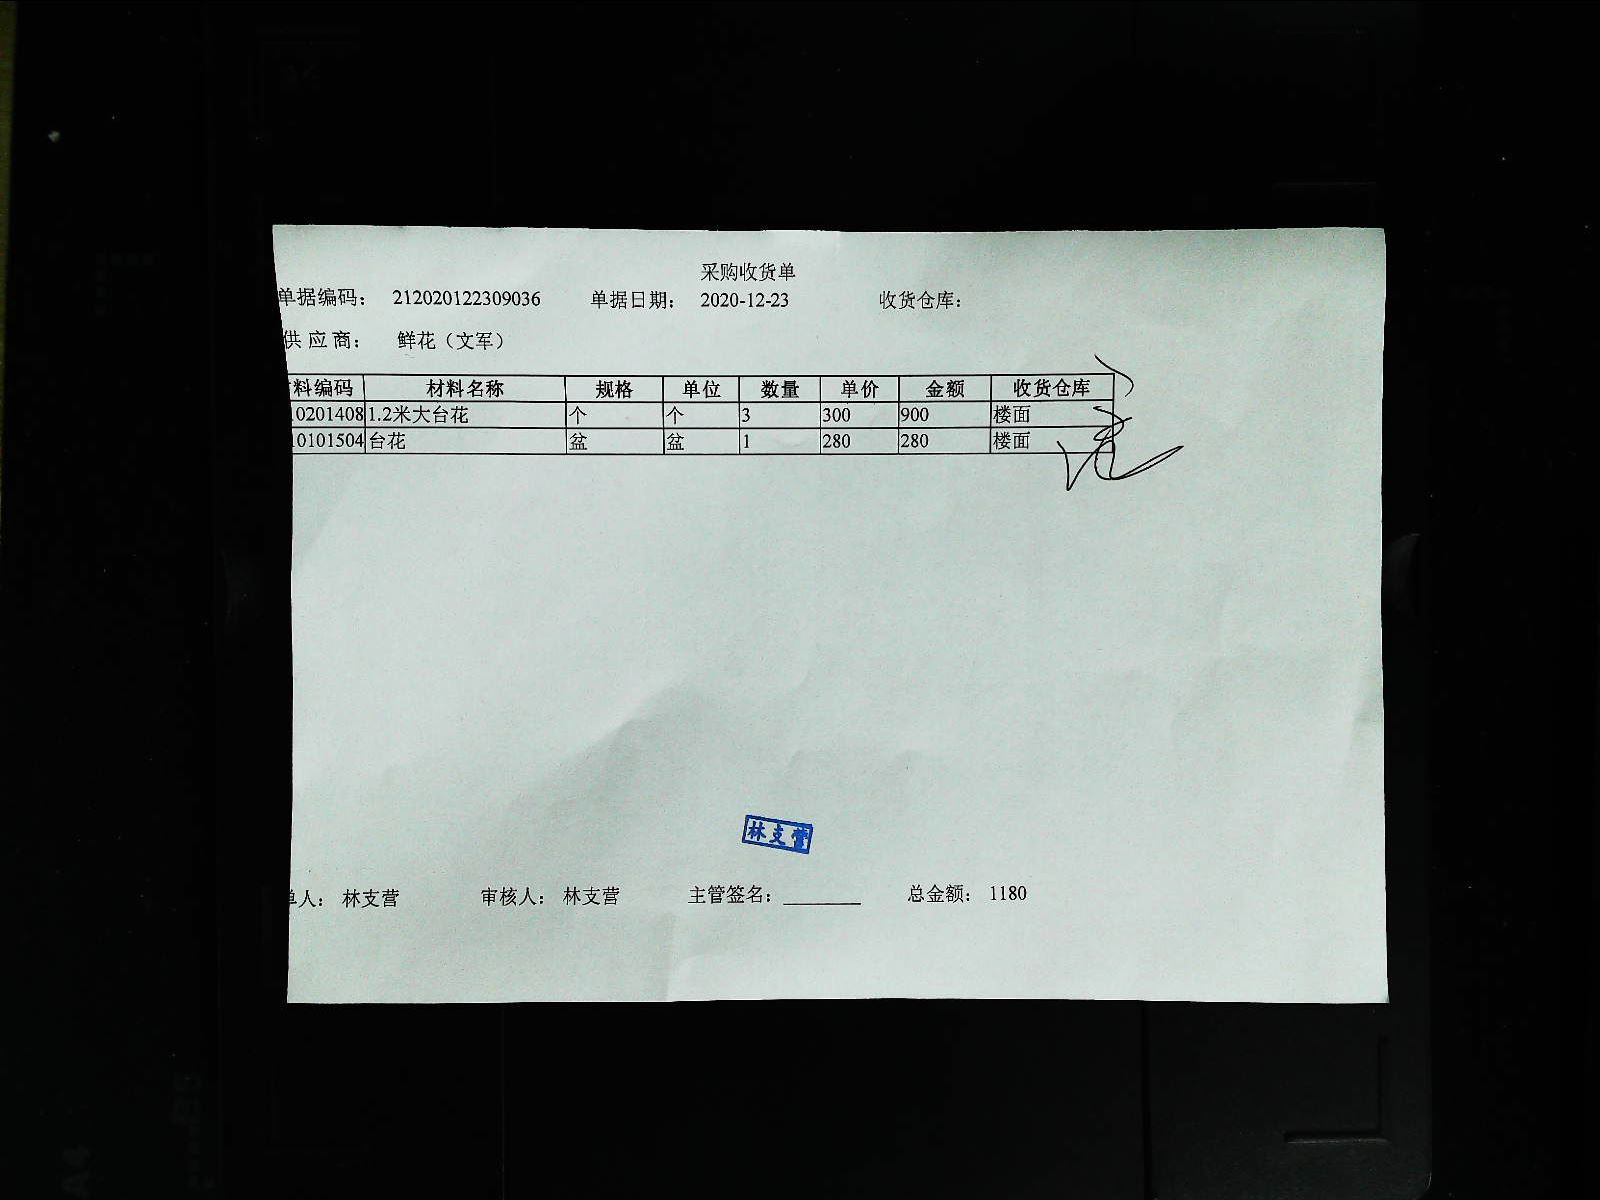 采购收货单
单据编码： 212020122309036 单据日期： 2020-12-23 收货仓库：
供 应 商： 鲜花（文军）
料编码 材料名称 规格 单位 数量 单价 金额 收货仓库
10201408 1.2米大台花 个 个 3 300 900 楼面
10101504 台花 盆 盆 1 280 280 楼面
林支营
单人： 林支营 审核人： 林支营 主管签名：________ 总金额： 1180